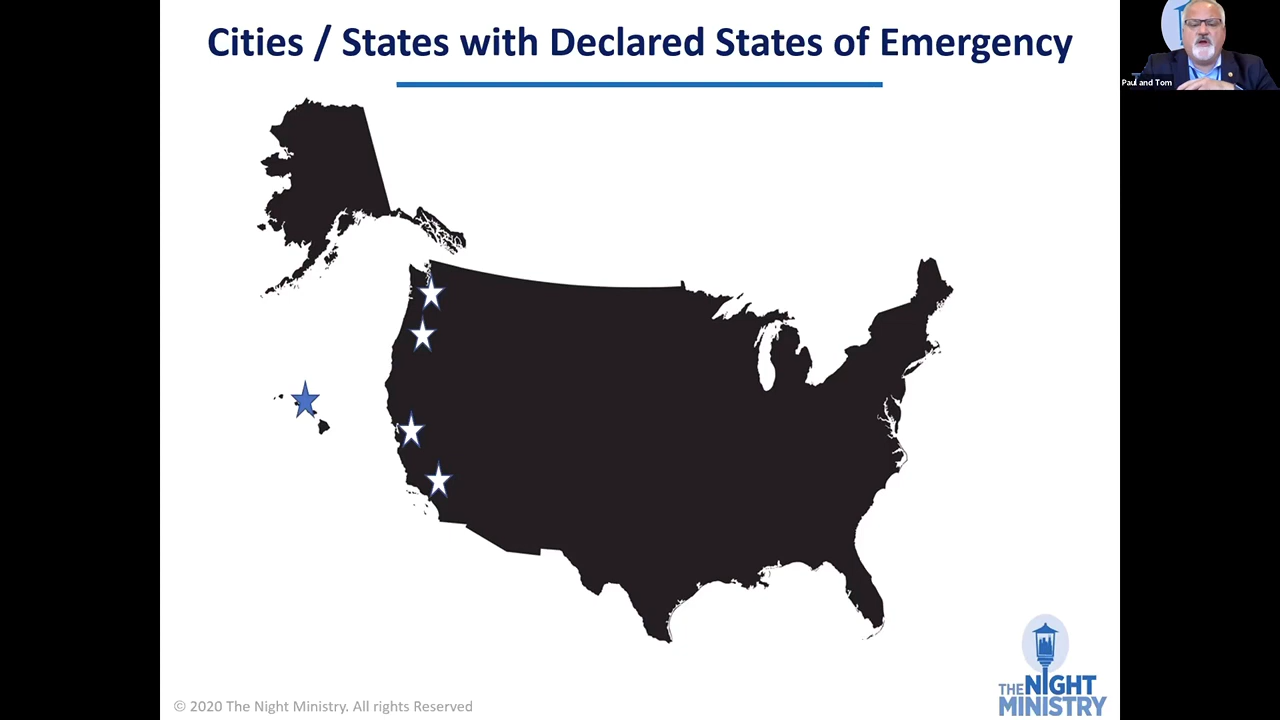 Cities / States with Declared States of Emergency
Paul and Tom
THE NIGHT
MINISTRY
© 2020 The Night Ministry. All rights Reserved